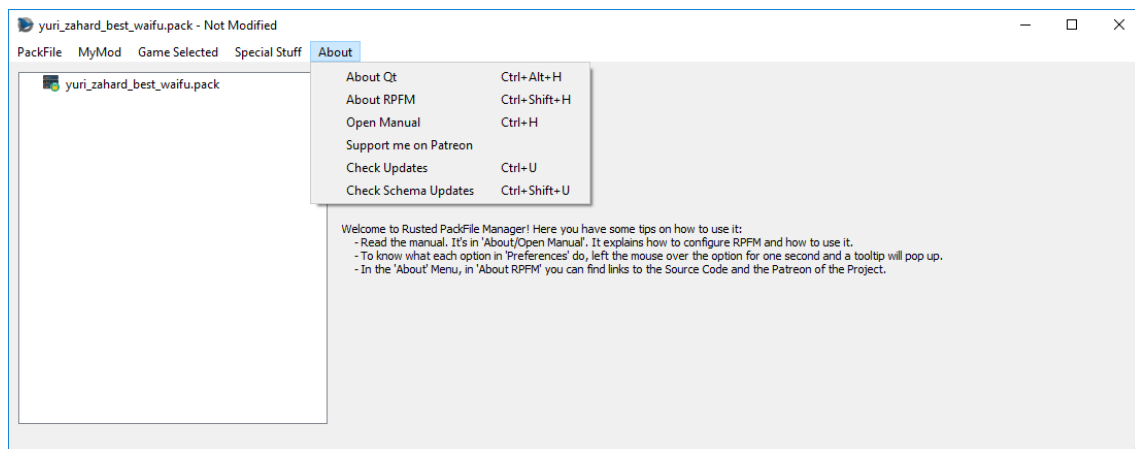 yuri_zahard_best_waifu.pack - Not Modified
PackFile MyMod Game Selected Special Stuff About
yuri_zahard_best_waifu.pack
About Qt Ctrl+Alt+H
About RPFM Ctrl+Shift+H
Open Manual Ctrl+H
Support me on Patreon
Check Updates Ctrl+U
Check Schema Updates Ctrl+Shift+U
Welcome to Rusted PackFile Manager! Here you have some tips on how to use it:
- Read the manual. It's in 'About/Open Manual'. It explains how to configure RPFM and how to use it.
- To know what each option in 'Preferences' do, left the mouse over the option for one second and a tooltip will pop up.
- In the 'About' Menu, in 'About RPFM' you can find links to the Source Code and the Patreon of the Project.